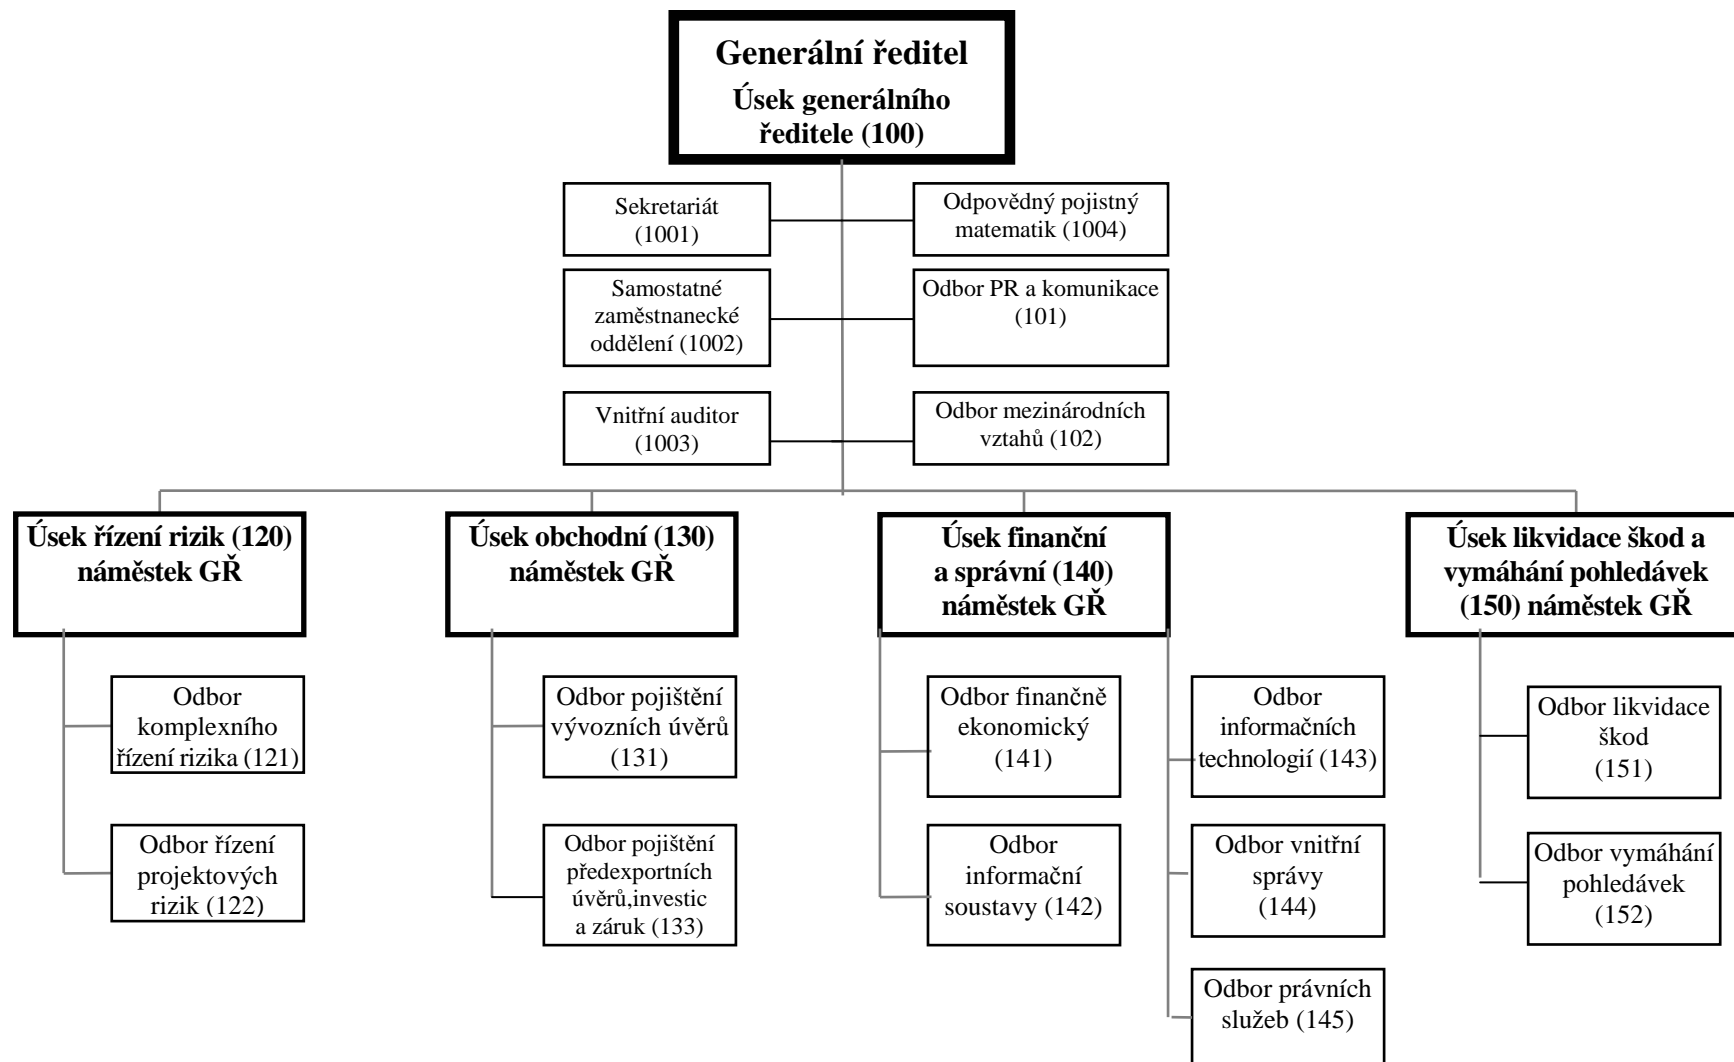 Generální ředitel
Úsek generálního
ředitele (100)
Sekretariát
(1001)
Odpovědný pojistný
matematik (1004)
Samostatné
zaměstnanecké
oddělení (1002)
Odbor PR a komunikace
(101)
Vnitřní auditor
(1003)
Odbor mezinárodních
vztahů (102)
Úsek řízení rizik (120)
náměstek GŘ
Úsek obchodní (130)
náměstek GŘ
Úsek finanční
a správní (140)
náměstek GŘ
Úsek likvidace škod a
vymáhání pohledávek
(150) náměstek GŘ
Odbor
komplexního
řízení rizika (121)
Odbor pojištění
vývozních úvěrů
(131)
Odbor finančně
ekonomický
(141)
Odbor
informačních
technologií (143)
Odbor likvidace
škod
(151)
Odbor řízení
projektových
rizik (122)
Odbor pojištění
předexportních
úvěrů,investic
a záruk (133)
Odbor
informační
soustavy (142)
Odbor vnitřní
správy
(144)
Odbor vymáhání
pohledávek
(152)
Odbor právních
služeb (145)